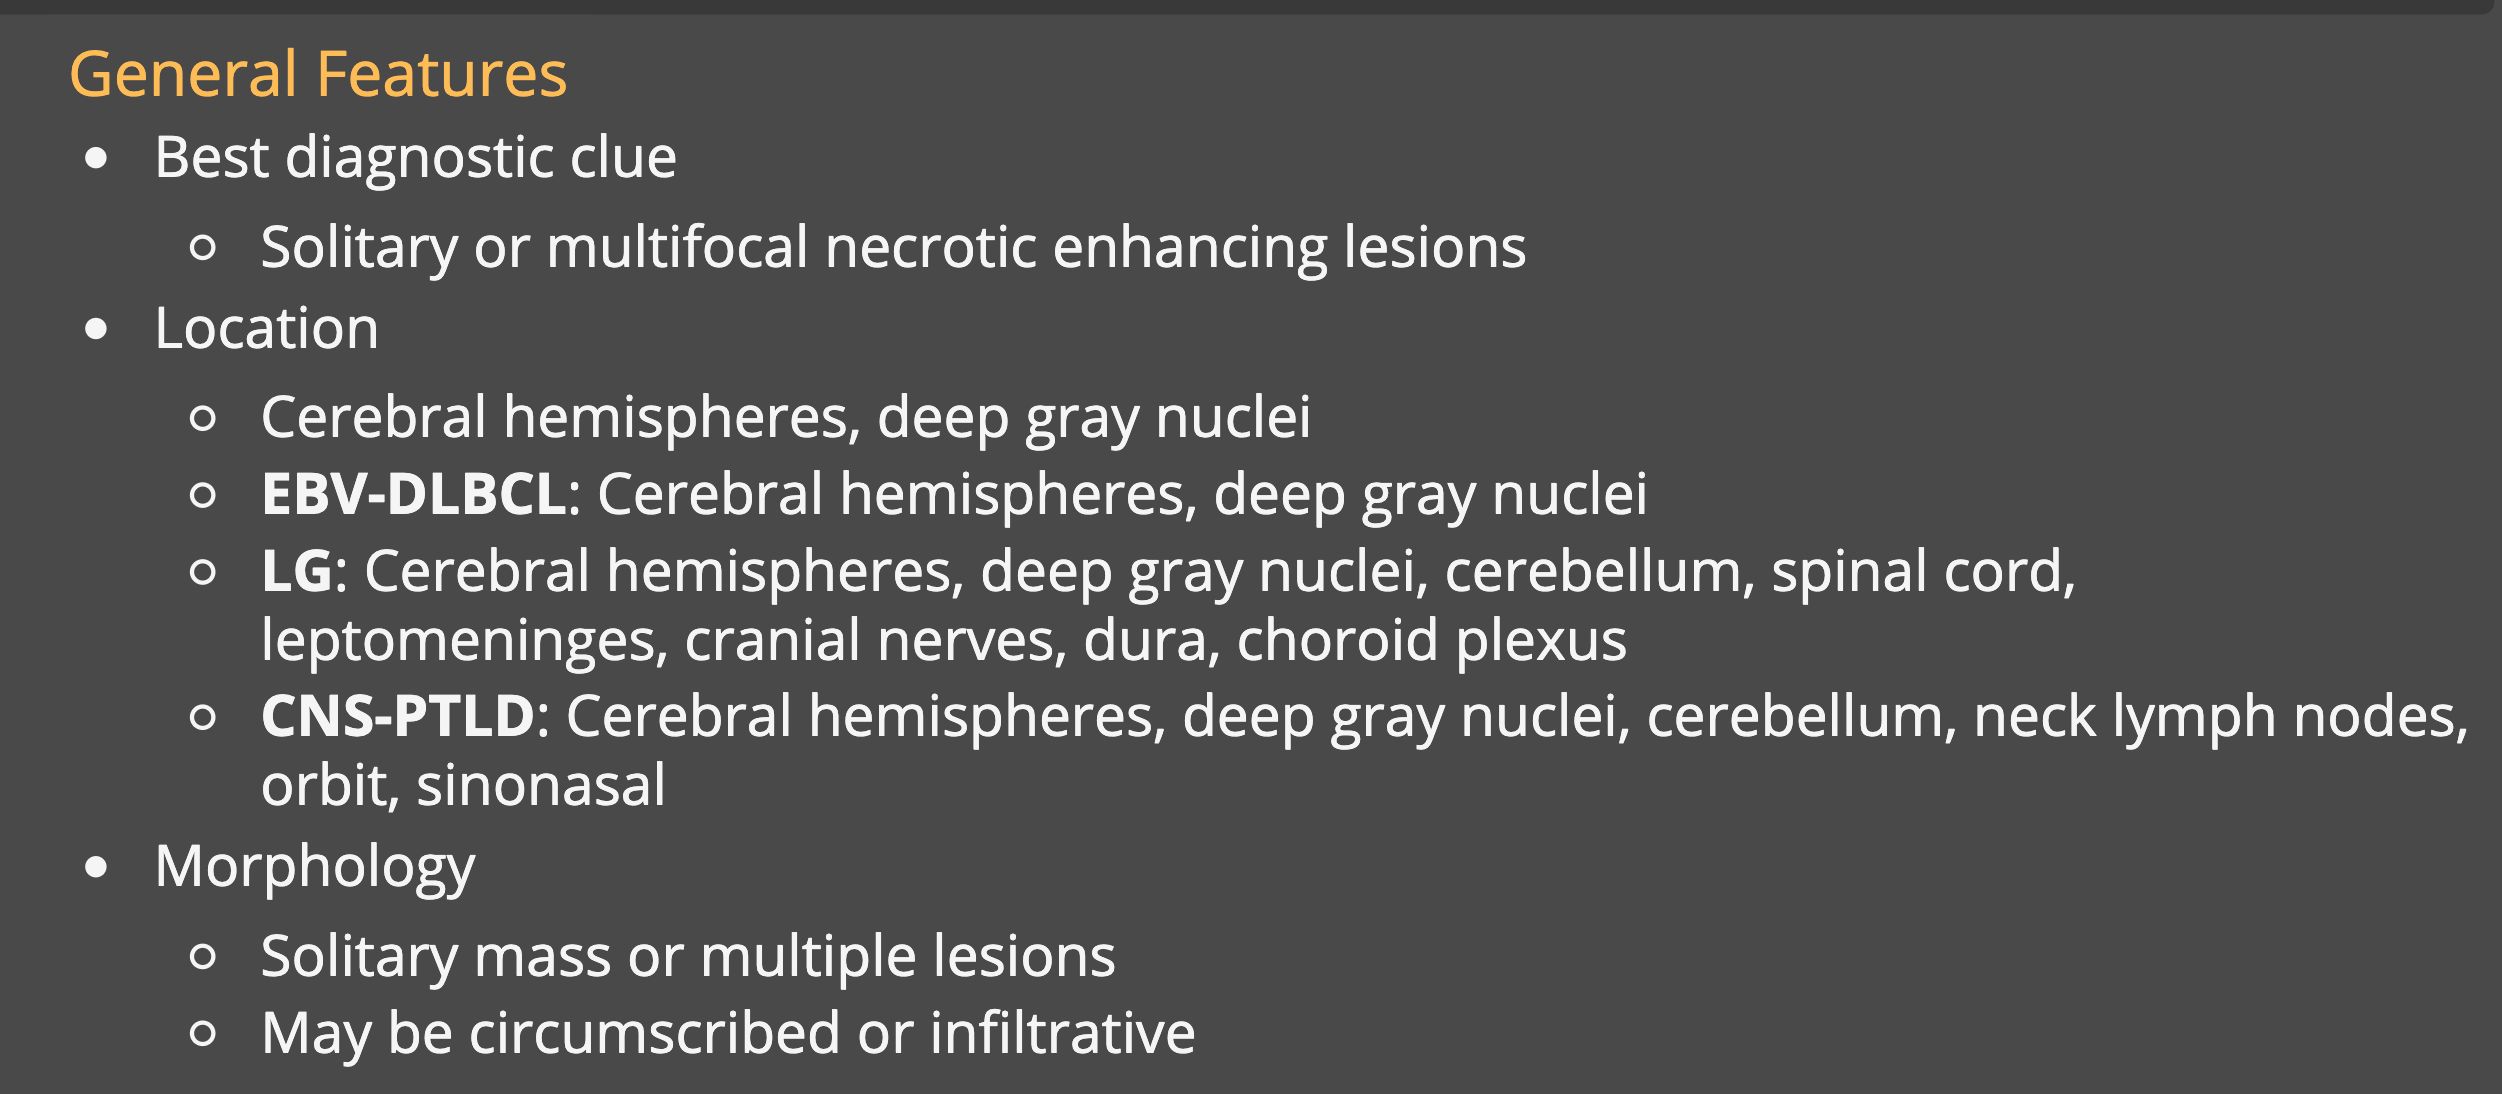 General Features
● Best diagnostic clue
○ Solitary or multifocal necrotic enhancing lesions
● Location
○ Cerebral hemispheres, deep gray nuclei
○ EBV-DLBCL: Cerebral hemispheres, deep gray nuclei
○ LG: Cerebral hemispheres, deep gray nuclei, cerebellum, spinal cord,
leptomeninges, cranial nerves, dura, choroid plexus
○ CNS-PTLD: Cerebral hemispheres, deep gray nuclei, cerebellum, neck lymph nodes,
orbit, sinonasal
● Morphology
○ Solitary mass or multiple lesions
○ May be circumscribed or infiltrative